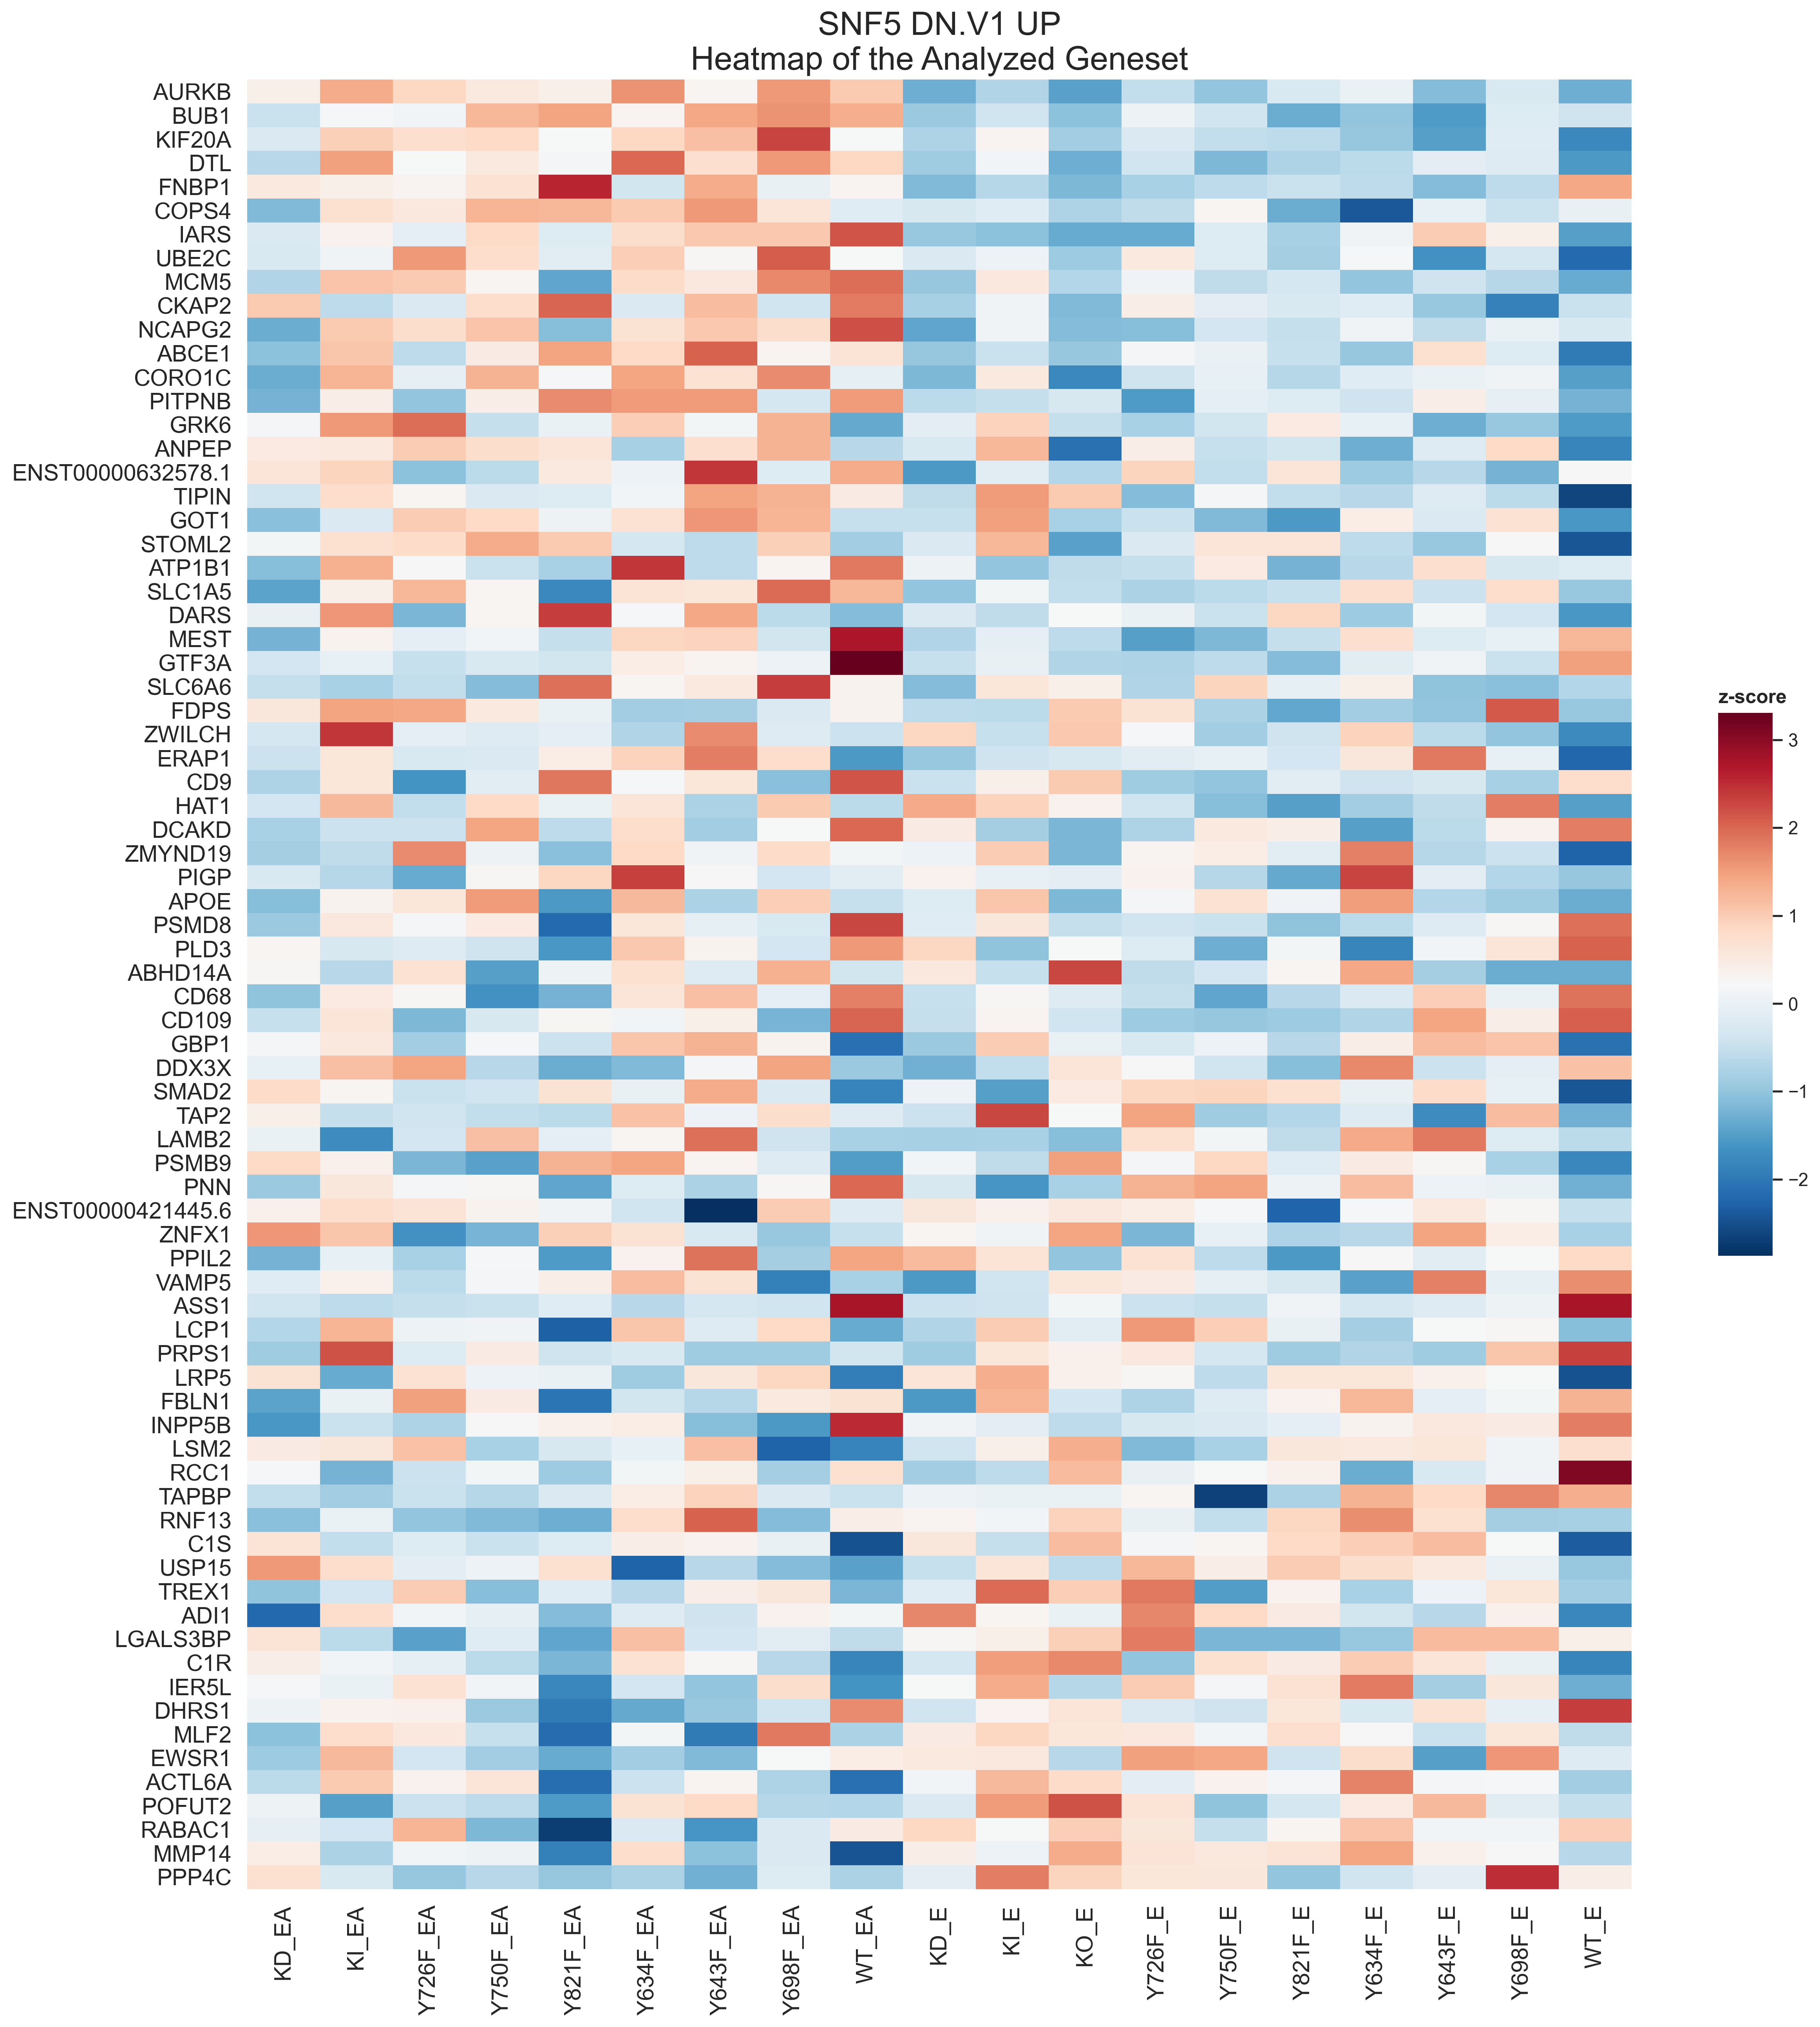 SNF5 DN.V1 UP
Heatmap of the Analyzed Geneset
AURKB
BUB1
KIF20A
DTL
FNBP1
COPS4
IARS
UBE2C
MCM5
CKAP2
NCAPG2
ABCE1
CORO1C
PITPNB
GRK6
ANPEP
ENST00000632578.1
TIPIN
GOT1
STOML2
ATP1B1
SLC1A5
DARS
MEST
GTF3A
SLC6A6
FDPS
ZWILCH
ERAP1
CD9
HAT1
DCAKD
ZMYND19
PIGP
APOE
PSMD8
PLD3
ABHD14A
CD68
CD109
GBP1
DDX3X
SMAD2
TAP2
LAMB2
PSMB9
PNN
ENST00000421445.6
ZNFX1
PPIL2
VAMP5
ASS1
LCP1
PRPS1
LRP5
FBLN1
INPP5B
LSM2
RCC1
TAPBP
RNF13
C1S
USP15
TREX1
ADI1
LGALS3BP
C1R
IER5L
DHRS1
MLF2
EWSR1
ACTL6A
POFUT2
RABAC1
MMP14
PPP4C
KD_EA
KI_EA
Y726F_EA
Y750F_EA
Y821F_EA
Y634F_EA
Y643F_EA
Y698F_EA
WT_EA
KD_E
KI_E
KO_E
Y726F_E
Y750F_E
Y821F_E
Y634F_E
Y643F_E
Y698F_E
WT_E
z-score
3
2
1
0
−1
−2